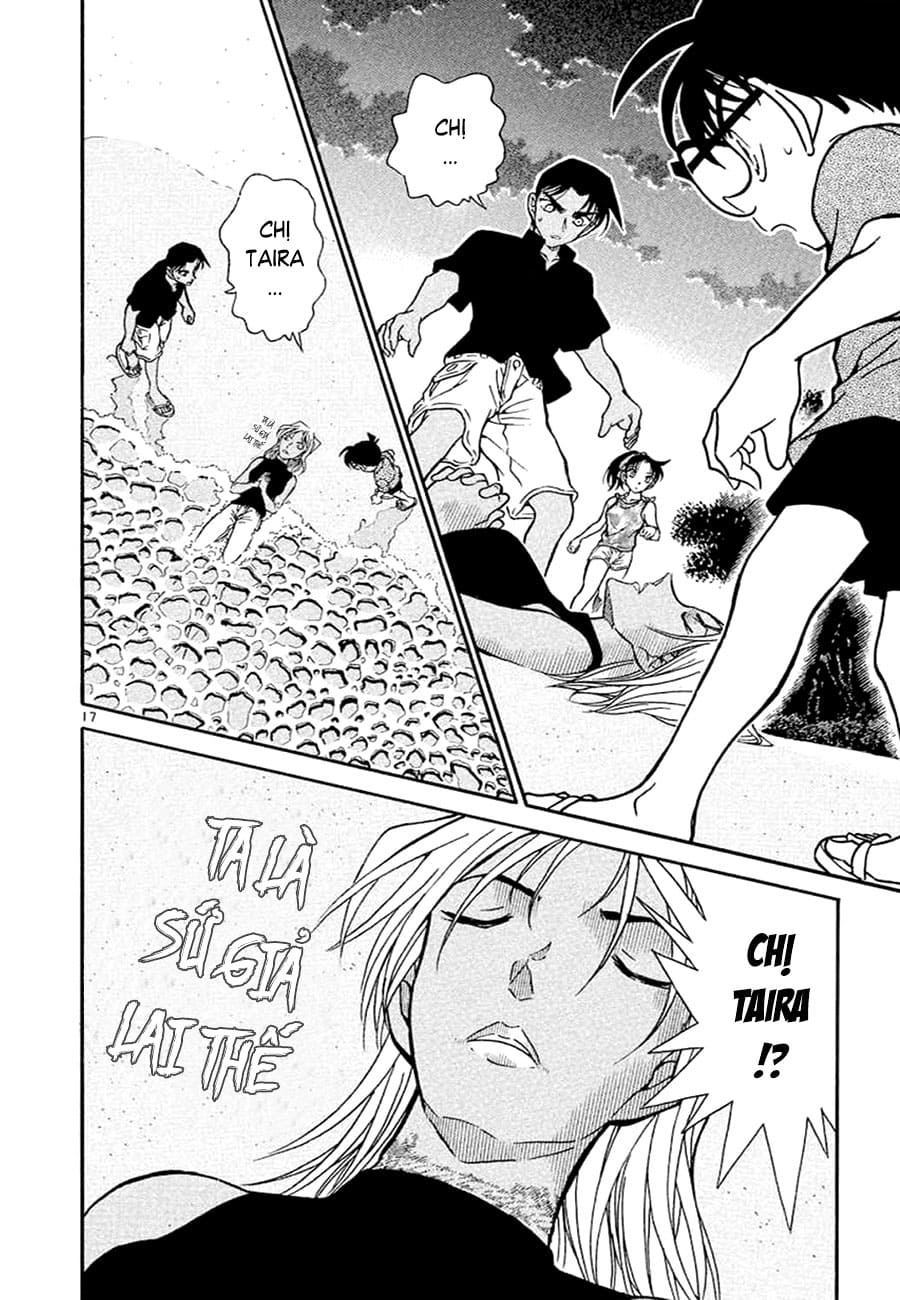 CHỊ
...
CHỊ
TAIRA
...
TA LÀ
SỨ GIẢ
LAI THẾ
17
TA LÀ
SỨ GIẢ
LAI THẾ
CHỊ
TAIRA
!?